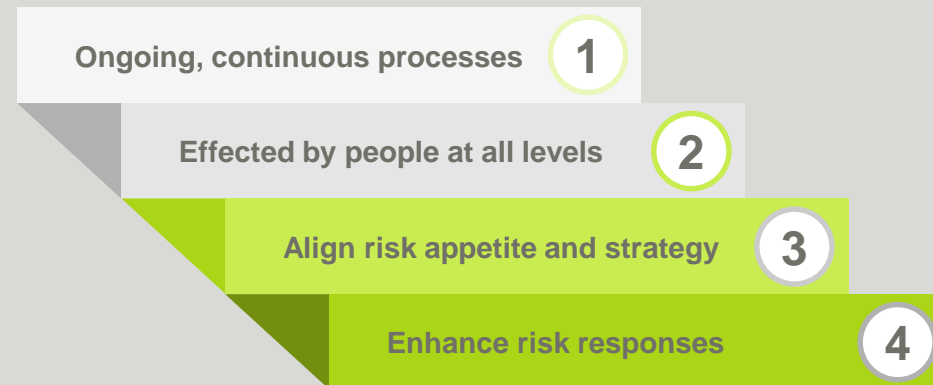 Ongoing, continuous processes 1
Effected by people at all levels 2
Align risk appetite and strategy 3
Enhance risk responses 4